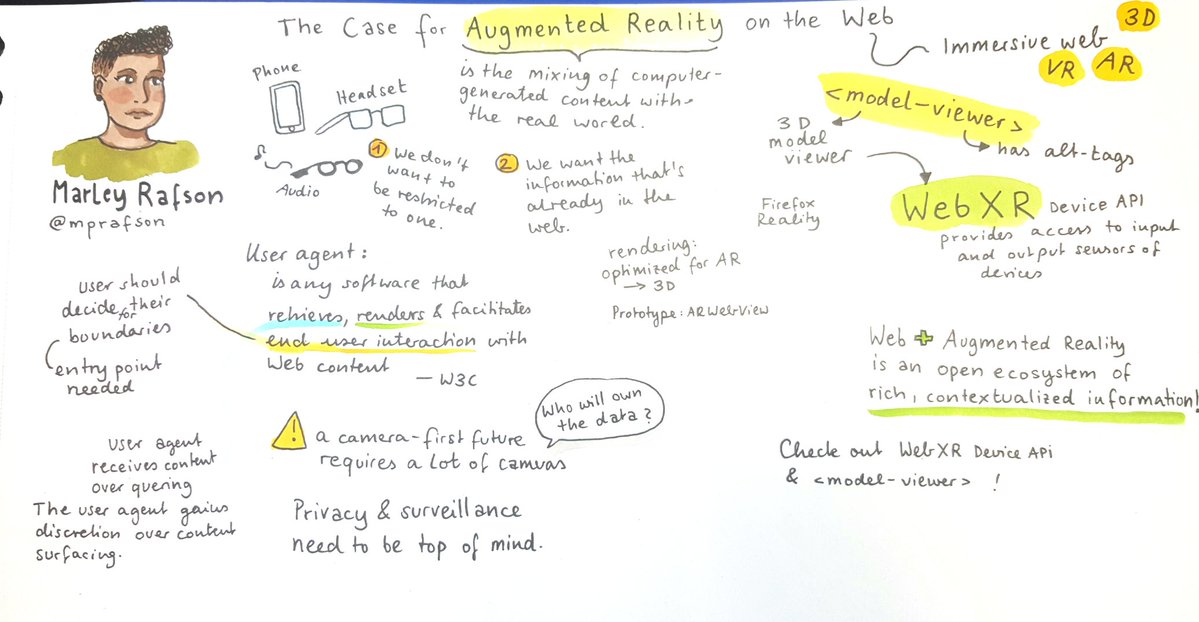 The Case for Augmented Reality on the Web
Immersive web
3D
VR
AR
Marley Rafson
@mprafson
Phone
Headset
Audio
is the mixing of computer-
generated content with
the real world.
1 We don't
want to
be restricted
to one.
2 We want the
information that's
already in the
web.
<model-viewer>
3D
model
viewer
has alt-tags
Firefox
Reality
WebXR Device API
provides access to input
and output sensors of
devices
User agent:
is any software that
retrieves, renders & facilitates
end user interaction with
Web content
— W3C
rendering:
optimized for AR
→ 3D
Prototype: ARWebView
user should
decide for their
boundaries
entry point
needed
user agent
receives content
over quering
The user agent gains
discretion over content
surfacing.
! a camera-first future
requires a lot of camvas
Who will own
the data?
Privacy & surveillance
need to be top of mind.
Web + Augmented Reality
is an open ecosystem of
rich, contextualized information!
Check out WebXR Device API
& <model-viewer> !